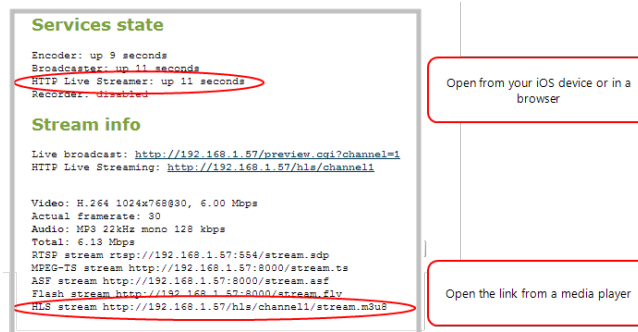 Services state
Encoder: up 9 seconds
Broadcaster: up 11 seconds
HTTP Live Streamer: up 11 seconds
Recorder: disabled
Open from your iOS device or in a
browser
Stream info
Live broadcast: http://192.168.1.57/preview.cgi?channel=1
HTTP Live Streaming: http://192.168.1.57/hls/channel1
Video: H.264 1024x768@30, 6.00 Mbps
Actual framerate: 30
Audio: MP3 22kHz mono 128 kbps
Total: 6.13 Mbps
RTSP stream rtsp://192.168.1.57:554/stream.sdp
MPEG-TS stream http://192.168.1.57:8000/stream.ts
ASF stream http://192.168.1.57:8000/stream.asf
Flash stream http://192.168.1.57:8000/stream.flv
HLS stream http://192.168.1.57/hls/channel1/stream.m3u8
Open the link from a media player